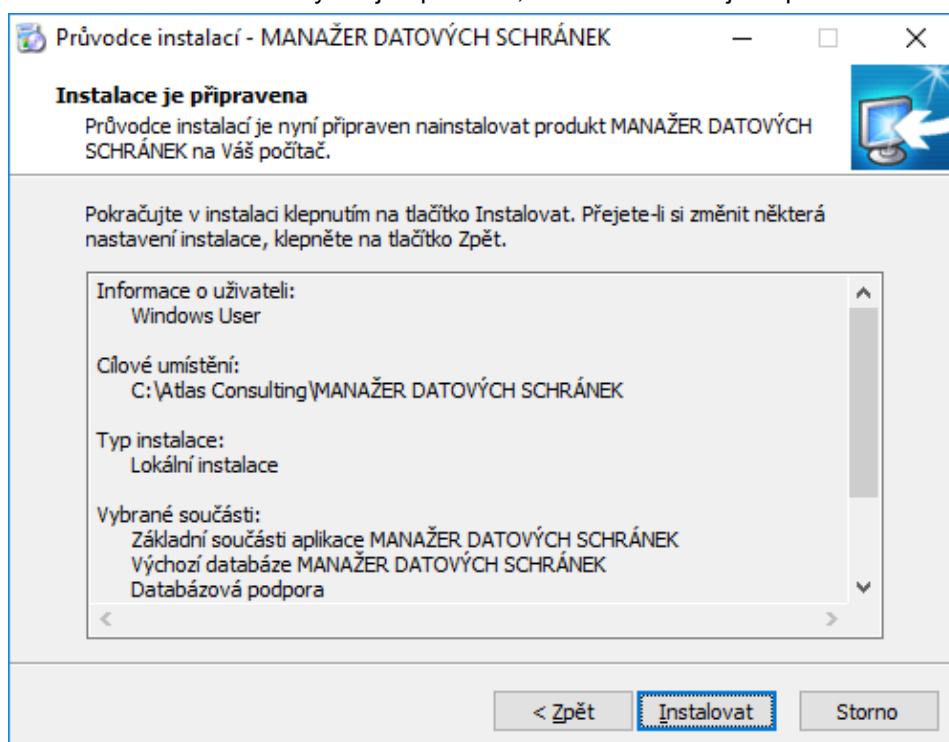 Průvodce instalací - MANAŽER DATOVÝCH SCHRÁNEK
Instalace je připravena
Průvodce instalací je nyní připraven nainstalovat produkt MANAŽER DATOVÝCH
SCHRÁNEK na Váš počítač.
Pokračujte v instalaci klepnutím na tlačítko Instalovat. Přejete-li si změnit některá
nastavení instalace, klepněte na tlačítko Zpět.
Informace o uživateli:
Windows User
Cílové umístění:
C:\Atlas Consulting\MANAŽER DATOVÝCH SCHRÁNEK
Typ instalace:
Lokální instalace
Vybrané součásti:
Základní součásti aplikace MANAŽER DATOVÝCH SCHRÁNEK
Výchozí databáze MANAŽER DATOVÝCH SCHRÁNEK
Databázová podpora
< Zpět Instalovat Storno